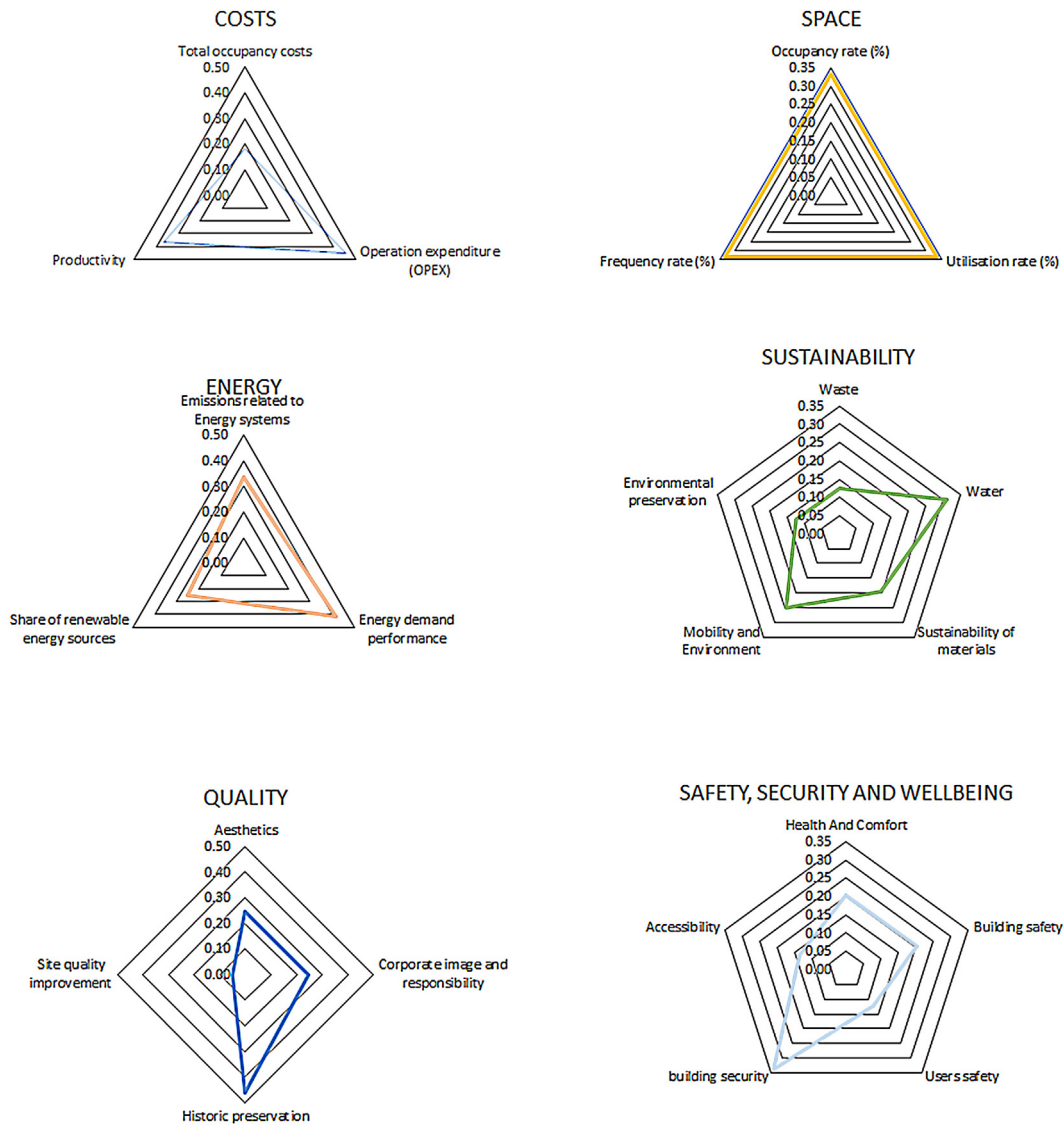 COSTS
Total occupancy costs
0.50
0.40
0.30
0.20
0.10
0.00
Productivity
Operation expenditure
(OPEX)
SPACE
Occupancy rate (%)
0.35
0.30
0.25
0.20
0.15
0.10
0.05
0.00
Frequency rate (%)
Utilisation rate (%)
ENERGY
Emissions related to
Energy systems
0.50
0.40
0.30
0.20
0.10
0.00
Share of renewable
energy sources
Energy demand
performance
SUSTAINABILITY
Waste
0.35
0.30
0.25
0.20
0.15
0.10
0.05
0.00
Environmental
preservation
Water
Mobility and
Environment
Sustainability of
materials
QUALITY
Aesthetics
0.50
0.40
0.30
0.20
0.10
0.00
Site quality
improvement
Corporate image and
responsibility
Historic preservation
SAFETY, SECURITY AND WELLBEING
Health And Comfort
0.35
0.30
0.25
0.20
0.15
0.10
0.05
0.00
Accessibility
Building safety
building security
Users safety